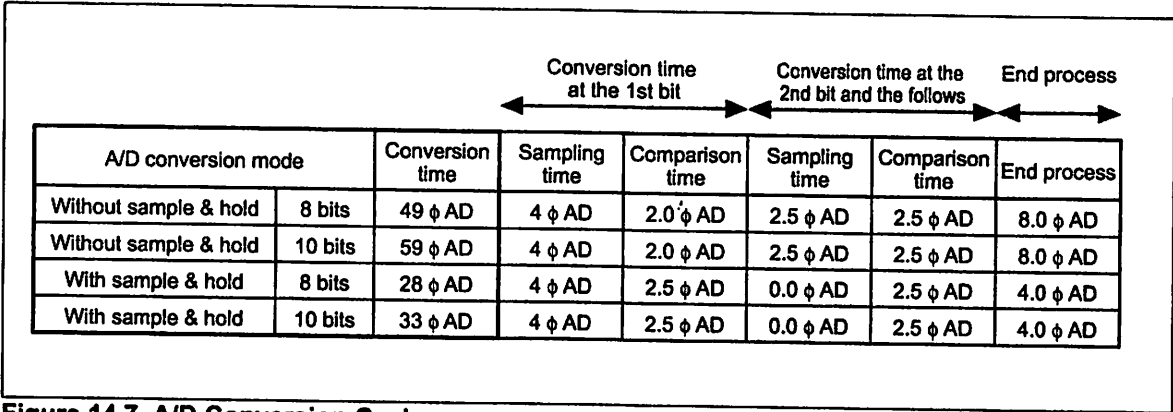 Conversion time
at the 1st bit
Conversion time at the
2nd bit and the follows
End process
A/D conversion mode
Conversion
time
Sampling
time
Comparison
time
Sampling
time
Comparison
time
End process
Without sample & hold 8 bits 49 ϕ AD 4 ϕ AD 2.0 ϕ AD 2.5 ϕ AD 2.5 ϕ AD 8.0 ϕ AD
Without sample & hold 10 bits 59 ϕ AD 4 ϕ AD 2.0 ϕ AD 2.5 ϕ AD 2.5 ϕ AD 8.0 ϕ AD
With sample & hold 8 bits 28 ϕ AD 4 ϕ AD 2.5 ϕ AD 0.0 ϕ AD 2.5 ϕ AD 4.0 ϕ AD
With sample & hold 10 bits 33 ϕ AD 4 ϕ AD 2.5 ϕ AD 0.0 ϕ AD 2.5 ϕ AD 4.0 ϕ AD
Figure 14.7 A/D Conversion